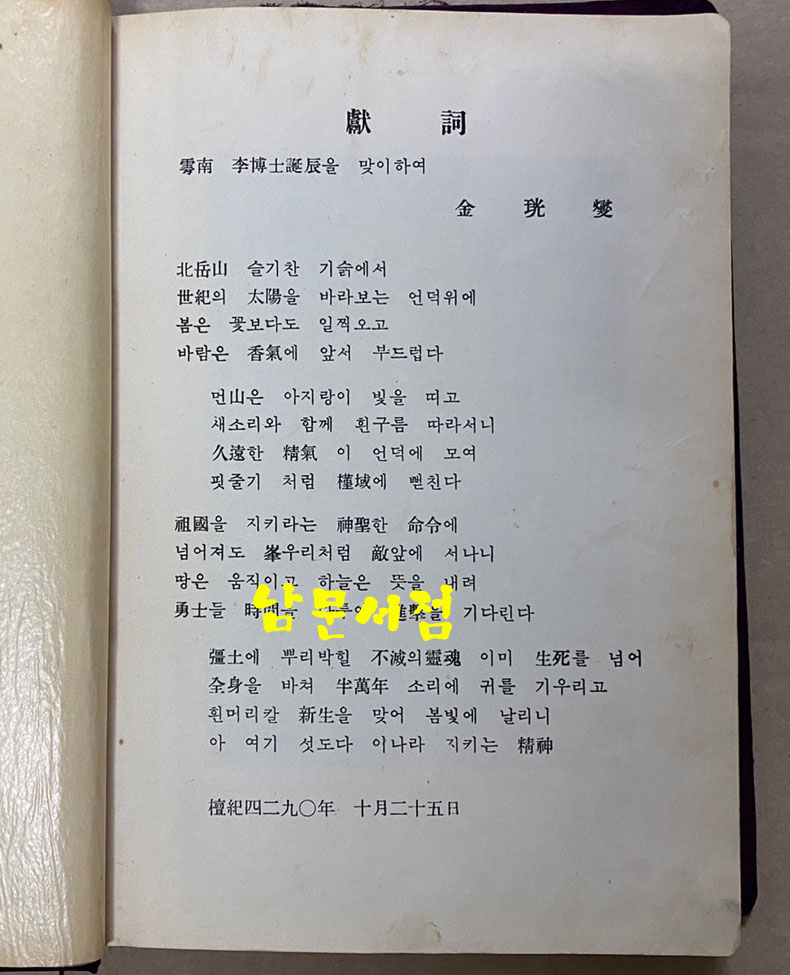 獻 詞
雩南 李博士誕辰을 맞이하여
金 珖 燮
北岳山 슬기찬 기슭에서
世紀의 太陽을 바라보는 언덕위에
봄은 꽃보다도 일찍오고
바람은 香氣에 앞서 부드럽다
먼山은 아지랑이 빛을 띠고
새소리와 함께 흰구름 따라서니
久遠한 精氣 이 언덕에 모여
핏줄기 처럼 槿域에 뻗친다
祖國을 지키라는 神聖한 命令에
넘어져도 峯우리처럼 敵앞에 서나니
땅은 움직이고 하늘은 뜻을 내려
勇士들 時間을 進擊을 기다린다
남문서점
彊土에 뿌리박힐 不滅의靈魂 이미 生死를 넘어
全身을 바쳐 半萬年 소리에 귀를 기우리고
흰머리칼 新生을 맞어 봄빛에 날리니
아 여기 섯도다 이나라 지키는 精神
檀紀四二九〇年 十月二十五日